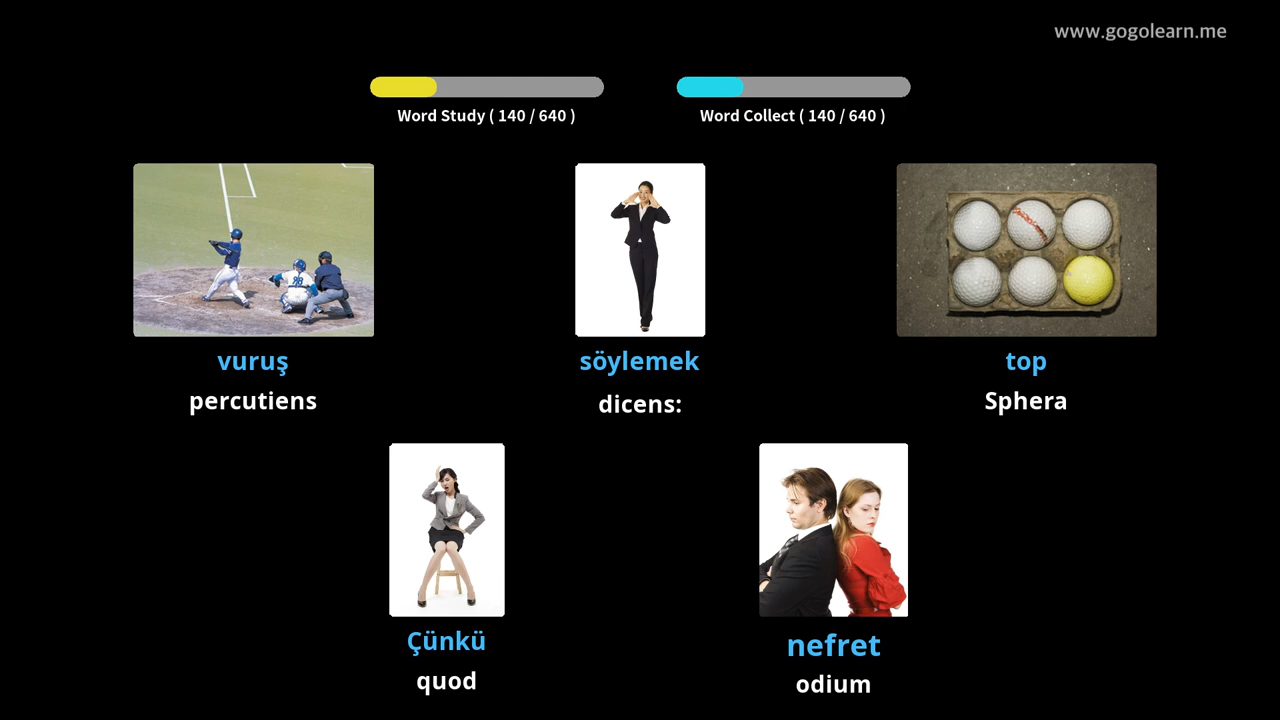 www.gogolearn.me
Word Study ( 140 / 640 )
Word Collect ( 140 / 640 )
vuruş
percutiens
söylemek
dicens:
top
Sphera
Çünkü
quod
nefret
odium